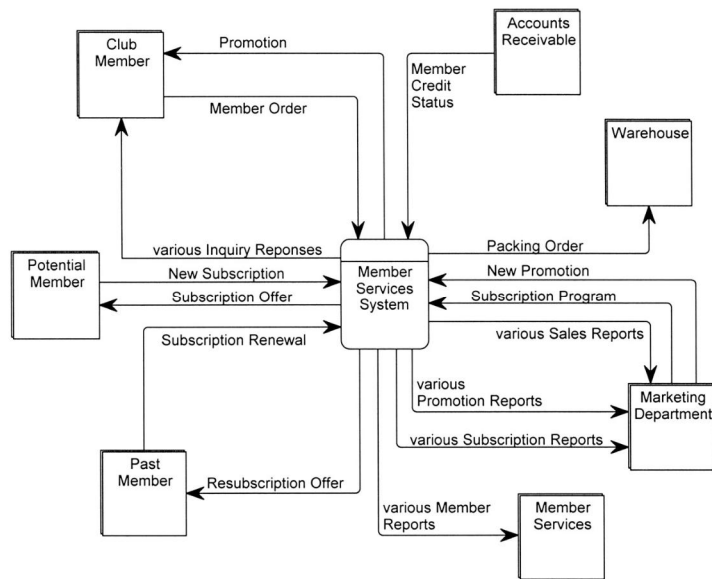 Club
Member
Promotion
Accounts
Receivable
Member
Credit
Status
Member Order
Warehouse
various Inquiry Reponses
Packing Order
Potential
Member
New Subscription
Member
Services
System
New Promotion
Subscription Offer
Subscription Program
Subscription Renewal
various Sales Reports
various
Promotion Reports
Marketing
Department
various Subscription Reports
Past
Member
Resubscription Offer
various Member
Reports
Member
Services